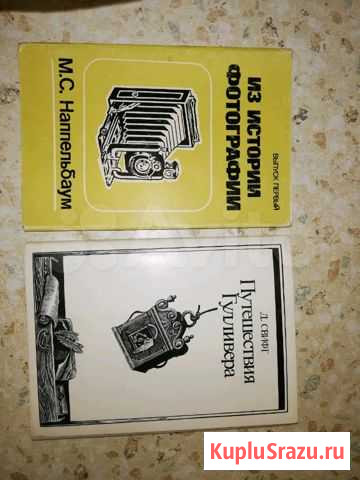 ВЫПУСК ПЕРВЫЙ
ИЗ ИСТОРИИ
ФОТОГРАФИИ
М.С. Наппельбаум
Д. СВИФТ
Путешествия
Гулливера
KupluSrazu.ru